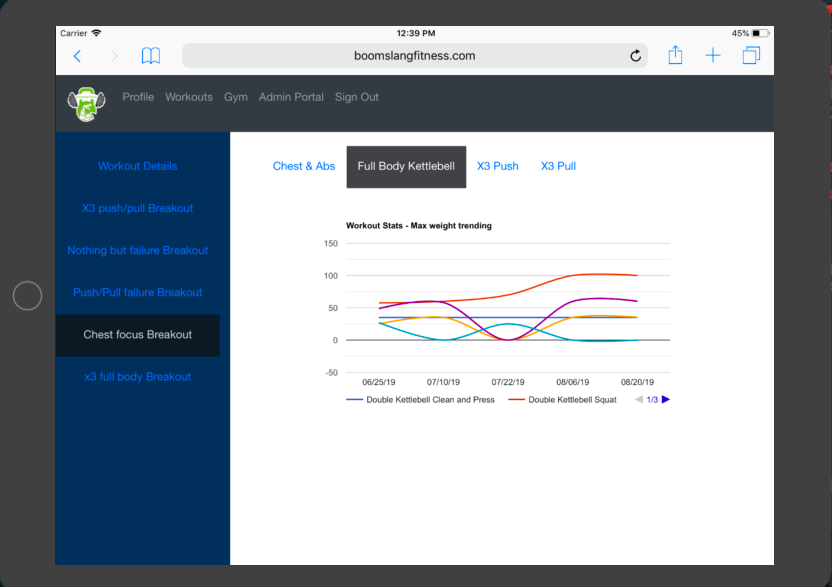 Carrier 12:39 PM 45%
boomslangfitness.com
Profile Workouts Gym Admin Portal Sign Out
Workout Details
X3 push/pull Breakout
Nothing but failure Breakout
Push/Pull failure Breakout
Chest focus Breakout
x3 full body Breakout
Chest & Abs Full Body Kettlebell X3 Push X3 Pull
Workout Stats - Max weight trending
150
100
50
0
-50
06/25/19 07/10/19 07/22/19 08/06/19 08/20/19
Double Kettlebell Clean and Press Double Kettlebell Squat 1/3